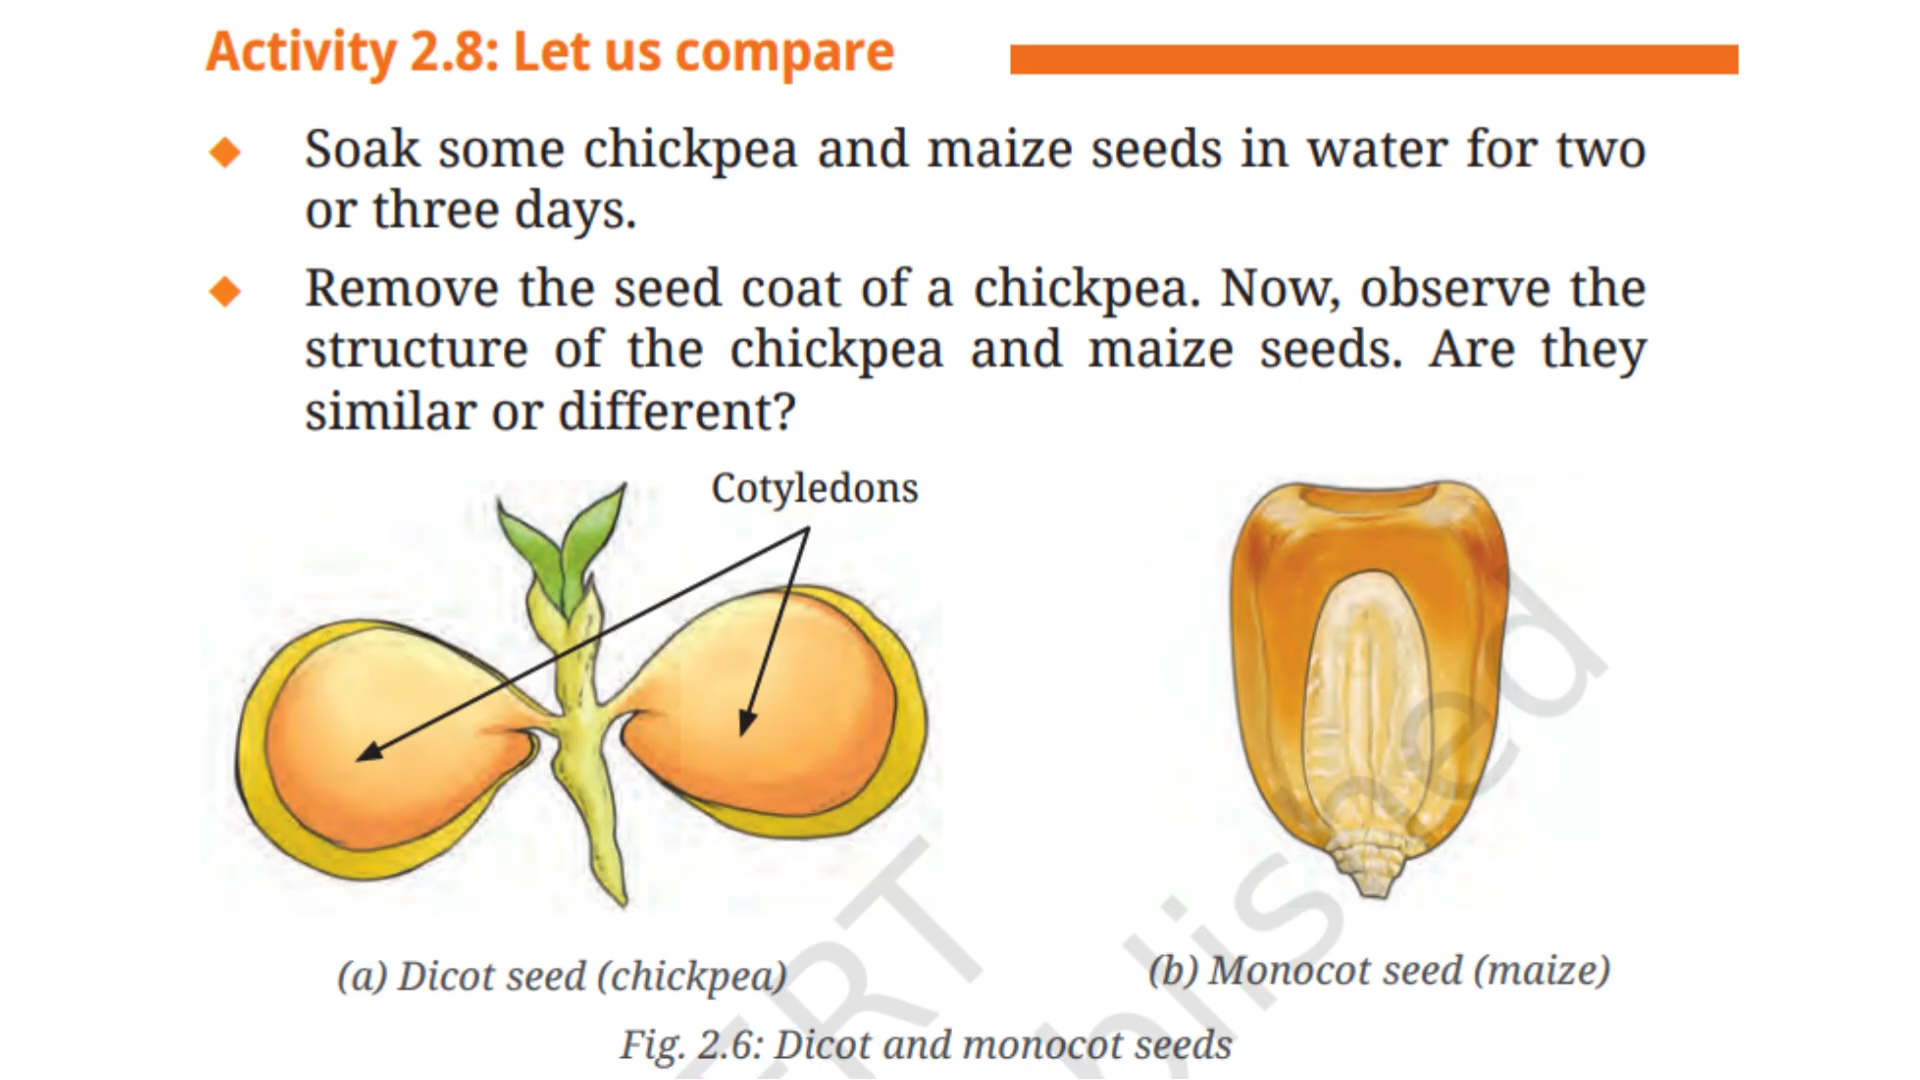 Activity 2.8: Let us compare
◆ Soak some chickpea and maize seeds in water for two
or three days.
◆ Remove the seed coat of a chickpea. Now, observe the
structure of the chickpea and maize seeds. Are they
similar or different?
Cotyledons
(a) Dicot seed (chickpea)
(b) Monocot seed (maize)
Fig. 2.6: Dicot and monocot seeds